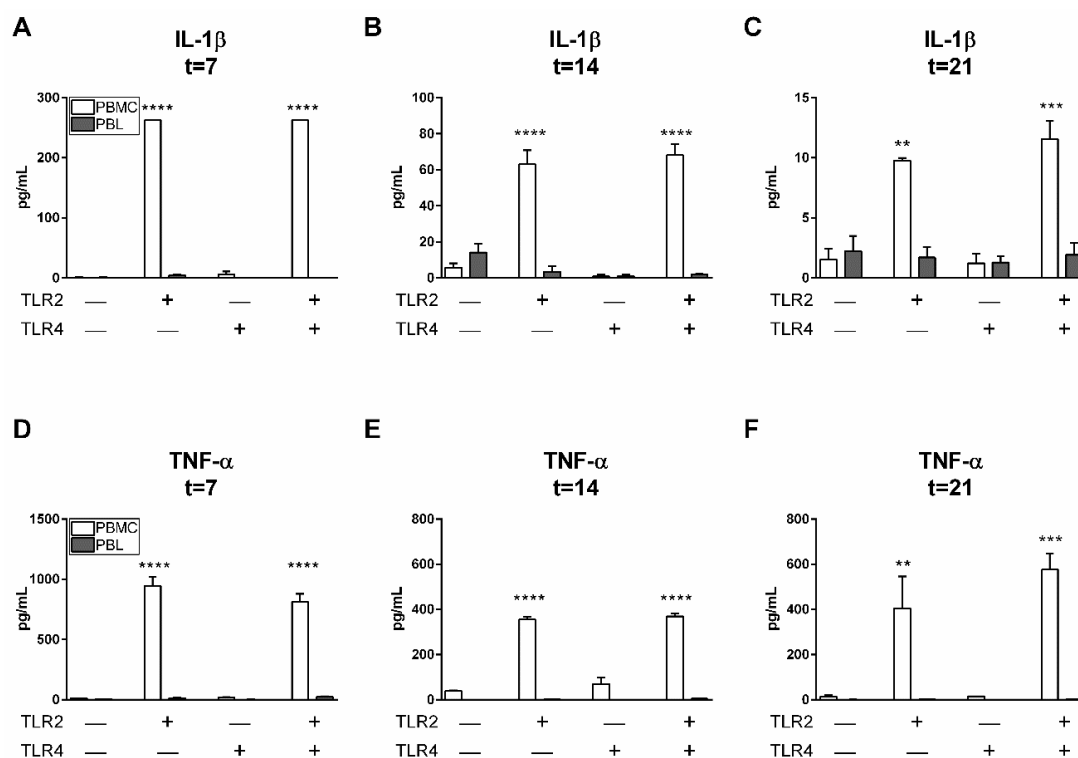 A
IL-1β
t=7
300
200
100
0
pg/mL
PBMC
PBL
****
****
TLR2 — + — +
TLR4 — — + +
B
IL-1β
t=14
100
80
60
40
20
0
pg/mL
****
****
TLR2 — + — +
TLR4 — — + +
C
IL-1β
t=21
15
10
5
0
pg/mL
**
***
TLR2 — + — +
TLR4 — — + +
D
TNF-α
t=7
1500
1000
500
0
pg/mL
PBMC
PBL
****
****
TLR2 — + — +
TLR4 — — + +
E
TNF-α
t=14
800
600
400
200
0
pg/mL
****
****
TLR2 — + — +
TLR4 — — + +
F
TNF-α
t=21
800
600
400
200
0
pg/mL
**
***
TLR2 — + — +
TLR4 — — + +